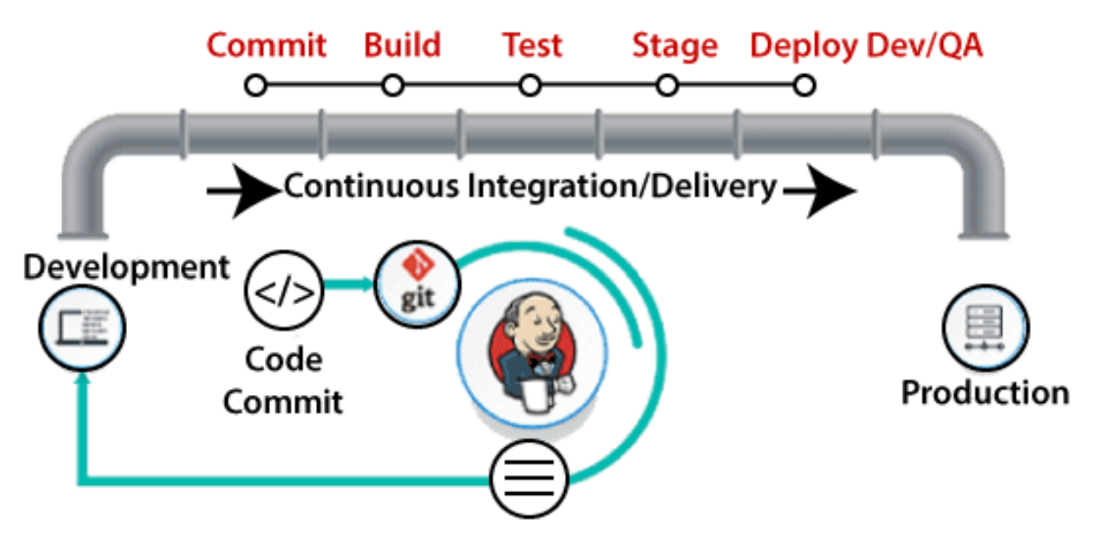 Commit Build Test Stage Deploy Dev/QA
Continuous Integration/Delivery
Development
</>
git
Code
Commit
Production